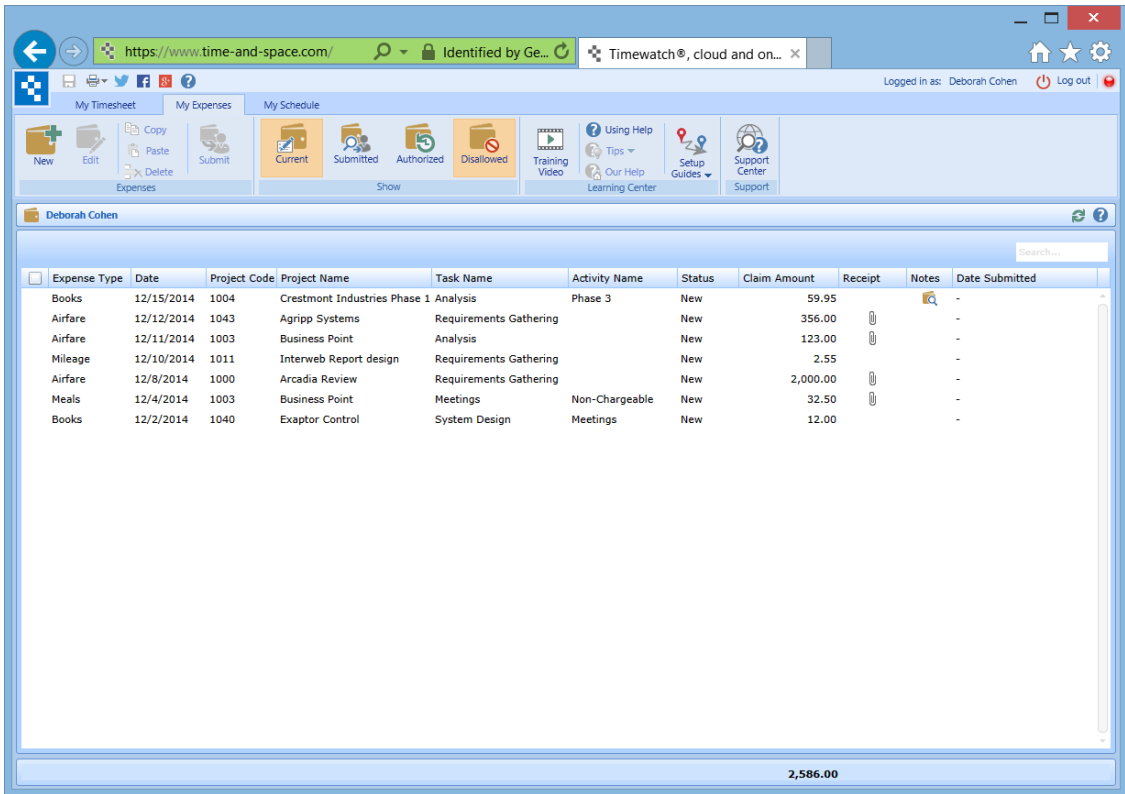 https://www.time-and-space.com/ Identified by Ge... Timewatch®, cloud and on...
Logged in as: Deborah Cohen Log out
My Timesheet My Expenses My Schedule
New Edit Copy Paste Delete Submit Current Submitted Authorized Disallowed Training Video Using Help Tips Our Help Setup Guides Support Center
Expenses Show Learning Center Support
Deborah Cohen
Search...
Expense Type Date Project Code Project Name Task Name Activity Name Status Claim Amount Receipt Notes Date Submitted
Books 12/15/2014 1004 Crestmont Industries Phase 1 Analysis Phase 3 New 59.95 -
Airfare 12/12/2014 1043 Agripp Systems Requirements Gathering New 356.00 -
Airfare 12/11/2014 1003 Business Point Analysis New 123.00 -
Mileage 12/10/2014 1011 Interweb Report design Requirements Gathering New 2.55 -
Airfare 12/8/2014 1000 Arcadia Review Requirements Gathering New 2,000.00 -
Meals 12/4/2014 1003 Business Point Meetings Non-Chargeable New 32.50 -
Books 12/2/2014 1040 Exaptor Control System Design Meetings New 12.00 -
2,586.00